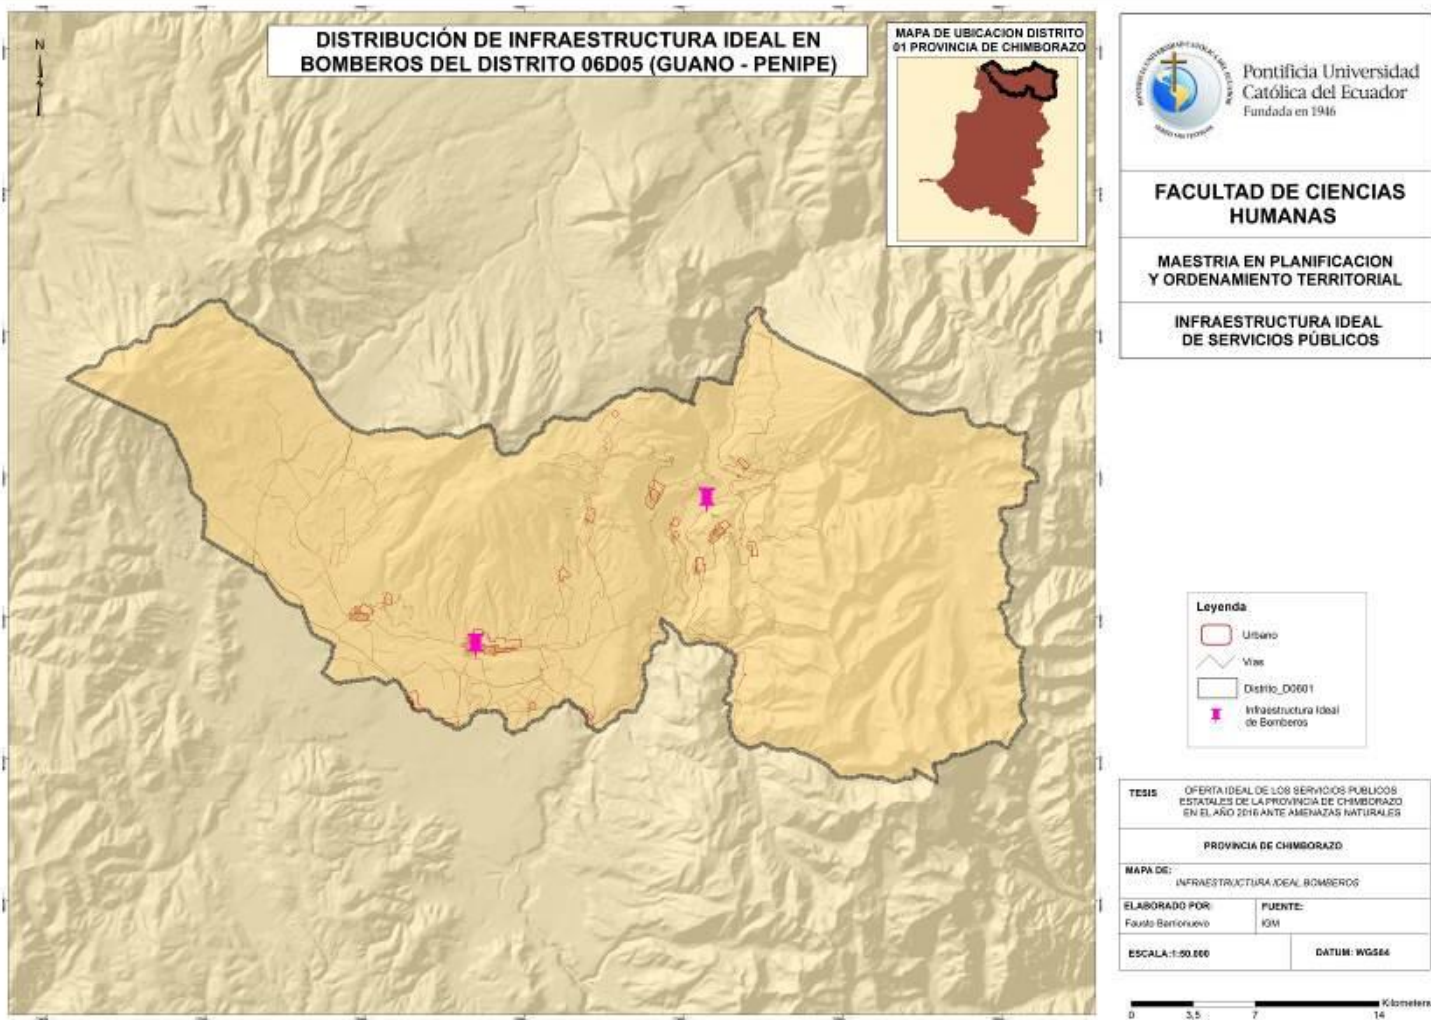 DISTRIBUCIÓN DE INFRAESTRUCTURA IDEAL EN
BOMBEROS DEL DISTRITO 06D05 (GUANO - PENIPE)
N
MAPA DE UBICACION DISTRITO
01 PROVINCIA DE CHIMBORAZO
Pontificia Universidad
Católica del Ecuador
Fundada en 1946
FACULTAD DE CIENCIAS
HUMANAS
MAESTRIA EN PLANIFICACION
Y ORDENAMIENTO TERRITORIAL
INFRAESTRUCTURA IDEAL
DE SERVICIOS PÚBLICOS
Leyenda
Urbano
Vías
Distrito_D0601
Infraestructura Ideal
de Bomberos
TESIS
OFERTA IDEAL DE LOS SERVICIOS PUBLICOS
ESTATALES DE LA PROVINCIA DE CHIMBORAZO
EN EL AÑO 2016 ANTE AMENAZAS NATURALES
PROVINCIA DE CHIMBORAZO
MAPA DE:
INFRAESTRUCTURA IDEAL BOMBEROS
ELABORADO POR:
Fausto Barrionuevo
FUENTE:
IGM
ESCALA:1:50.000
DATUM: WGS84
Kilometers
0 3,5 7 14